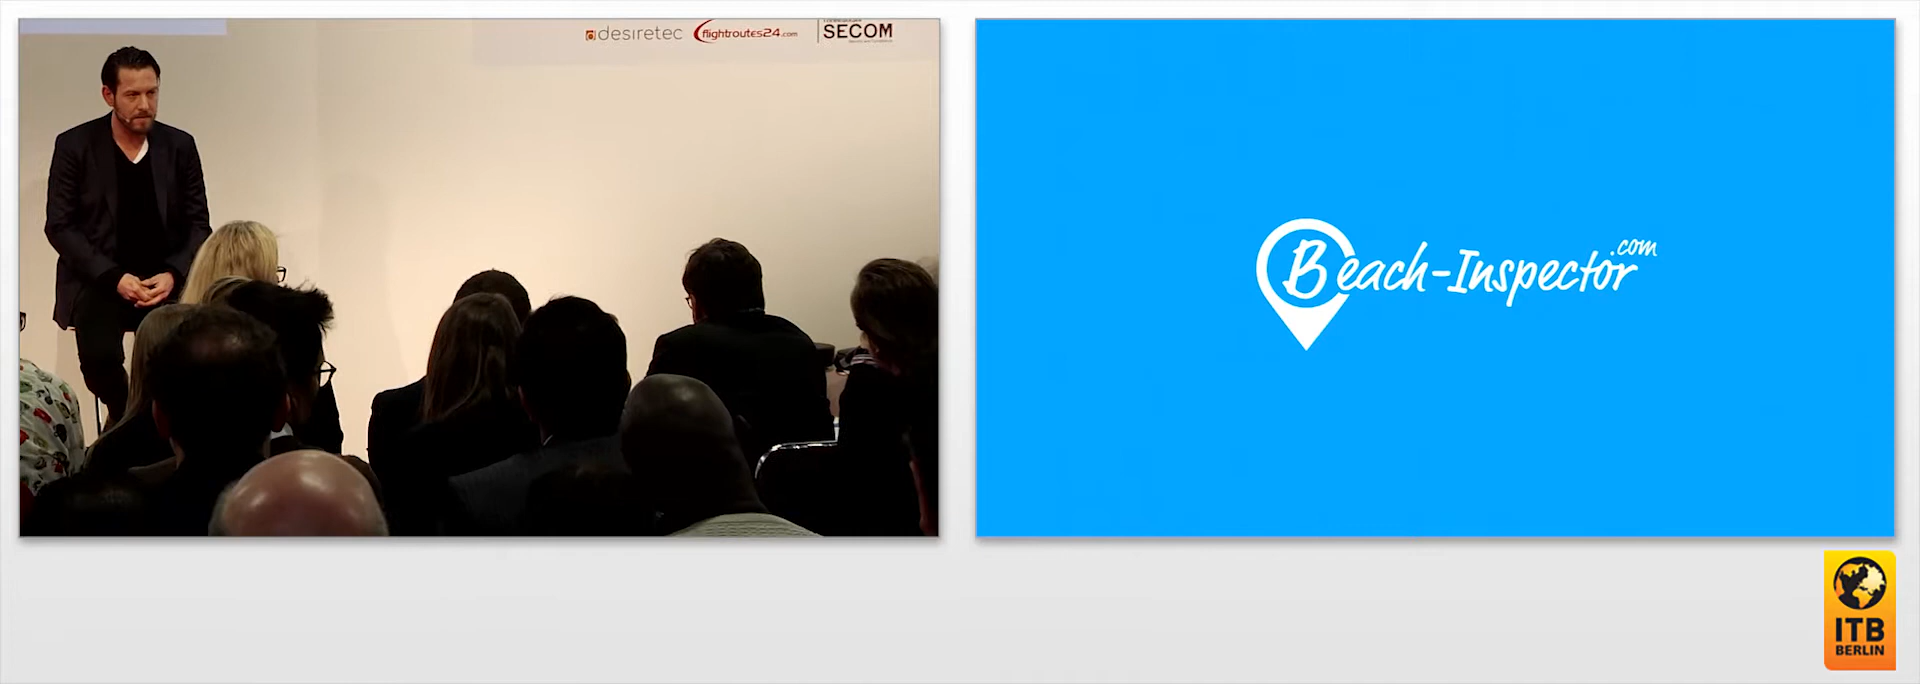 desiretec
flightroutes24.com
SECOM
Beach-Inspector.com
ITB
BERLIN